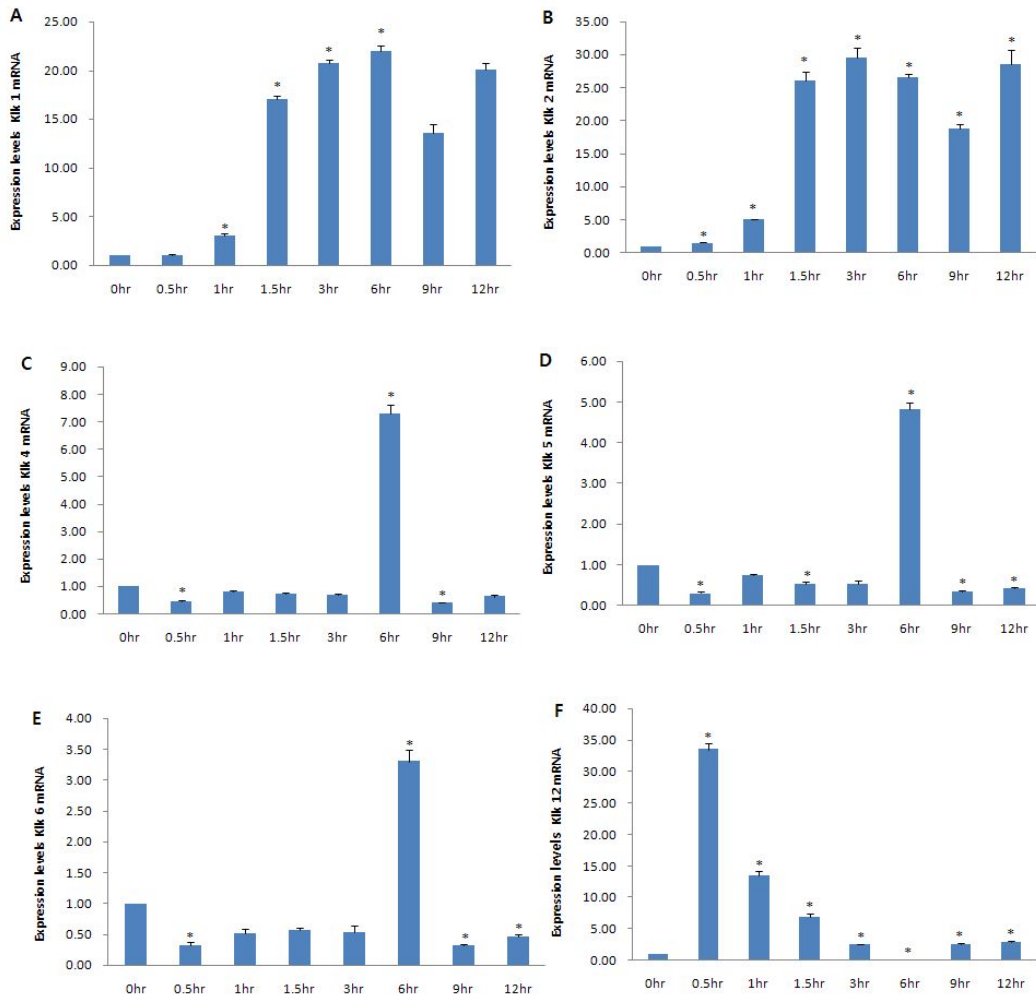 A
Expression levels Klk 1 mRNA
25.00
20.00
15.00
10.00
5.00
0.00
* * * *
0hr 0.5hr 1hr 1.5hr 3hr 6hr 9hr 12hr
B
Expression levels Klk 2 mRNA
35.00
30.00
25.00
20.00
15.00
10.00
5.00
0.00
* * * * * * *
0hr 0.5hr 1hr 1.5hr 3hr 6hr 9hr 12hr
C
Expression levels Klk 4 mRNA
9.00
8.00
7.00
6.00
5.00
4.00
3.00
2.00
1.00
0.00
* * *
0hr 0.5hr 1hr 1.5hr 3hr 6hr 9hr 12hr
D
Expression levels Klk 5 mRNA
6.00
5.00
4.00
3.00
2.00
1.00
0.00
* * * * *
0hr 0.5hr 1hr 1.5hr 3hr 6hr 9hr 12hr
E
Expression levels Klk 6 mRNA
4.00
3.50
3.00
2.50
2.00
1.50
1.00
0.50
0.00
* * * *
0hr 0.5hr 1hr 1.5hr 3hr 6hr 9hr 12hr
F
Expression levels Klk 12 mRNA
40.00
35.00
30.00
25.00
20.00
15.00
10.00
5.00
0.00
* * * * * * *
0hr 0.5hr 1hr 1.5hr 3hr 6hr 9hr 12hr